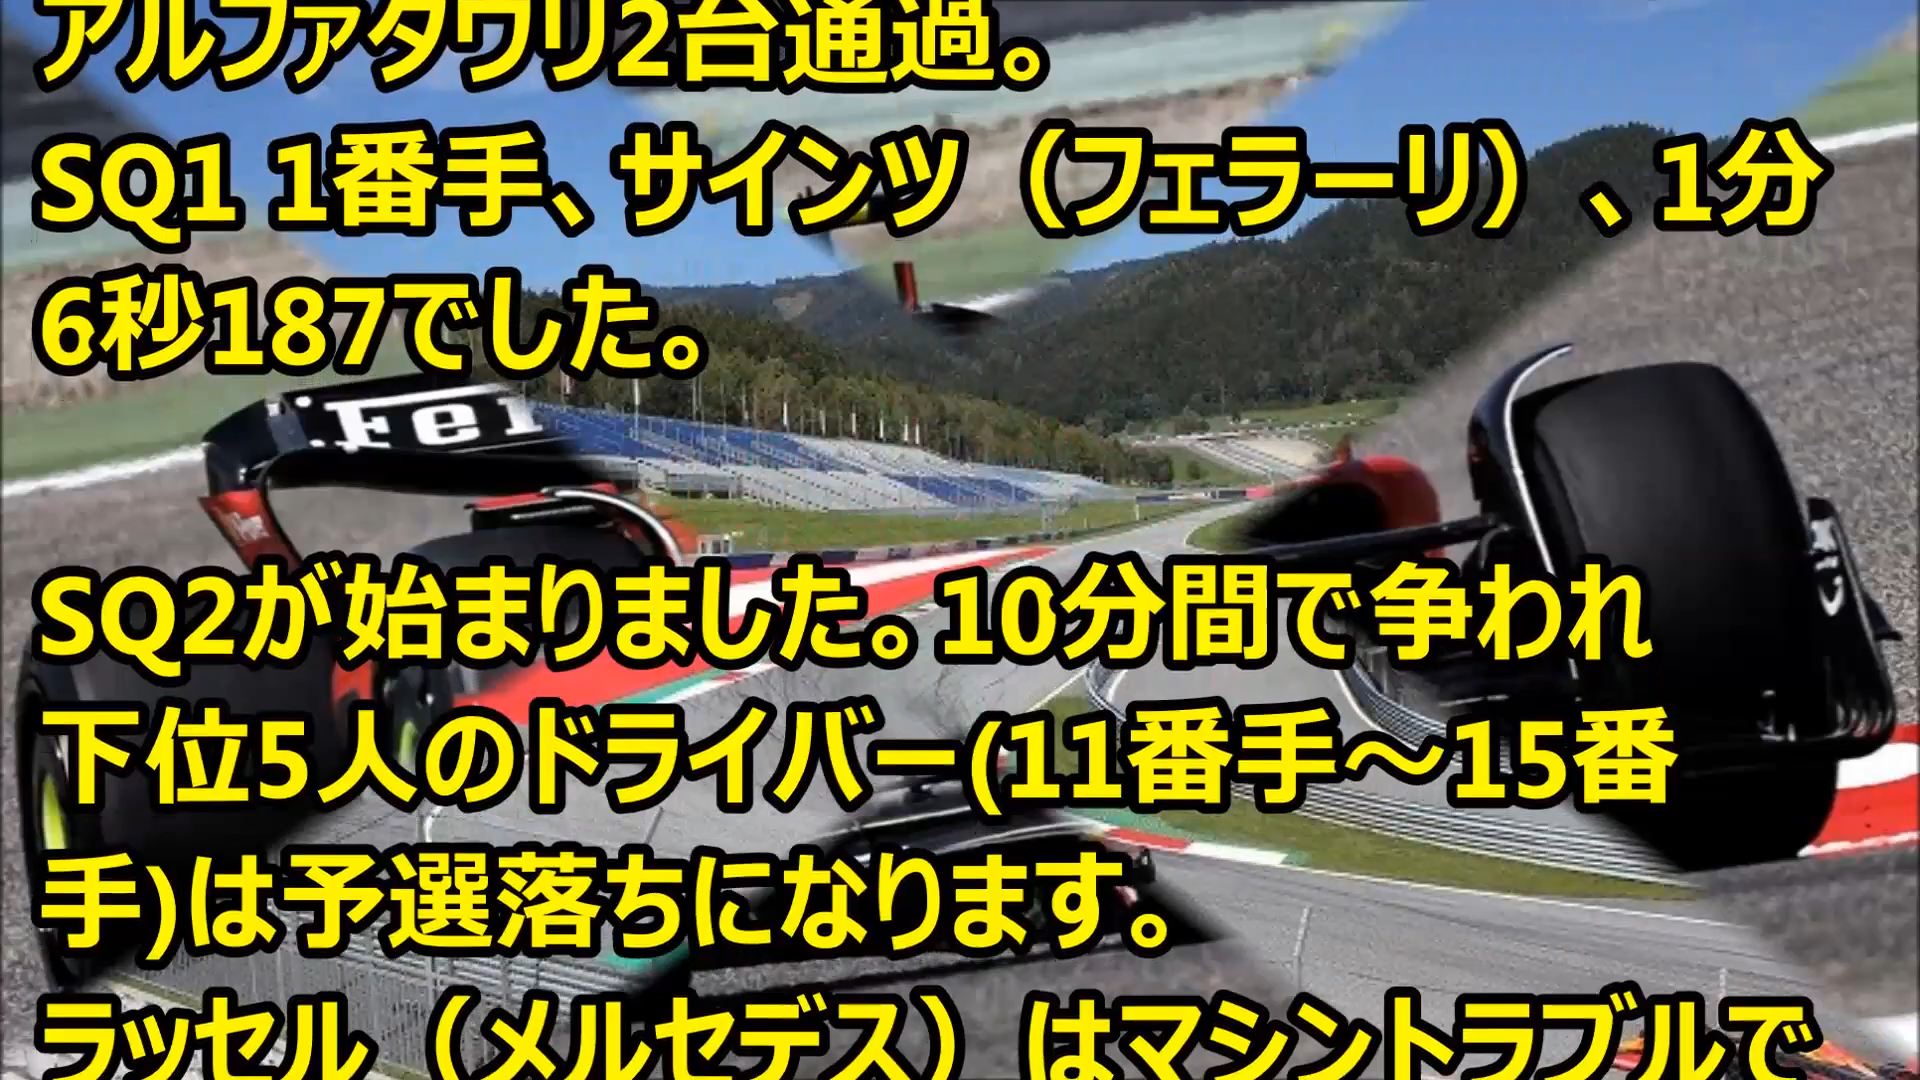 アルファタウリ2台通過。
SQ1 1番手、サインツ（フェラーリ）、1分
6秒187でした。
Fer
SQ2が始まりました。10分間で争われ
下位5人のドライバー(11番手～15番
手)は予選落ちになります。
ラッセル（メルセデス）はマシントラブルで